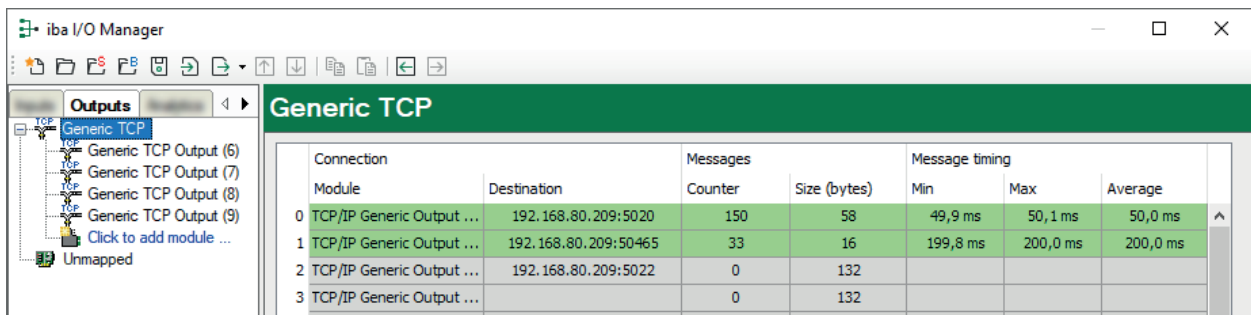 iba I/O Manager
Outputs
Generic TCP
Generic TCP
TCP Generic TCP Output (6)
TCP Generic TCP Output (7)
TCP Generic TCP Output (8)
TCP Generic TCP Output (9)
Click to add module ...
Unmapped
Connection Messages Message timing
Module Destination Counter Size (bytes) Min Max Average
0 TCP/IP Generic Output ... 192.168.80.209:5020 150 58 49,9 ms 50,1 ms 50,0 ms
1 TCP/IP Generic Output ... 192.168.80.209:50465 33 16 199,8 ms 200,0 ms 200,0 ms
2 TCP/IP Generic Output ... 192.168.80.209:5022 0 132
3 TCP/IP Generic Output ... 0 132